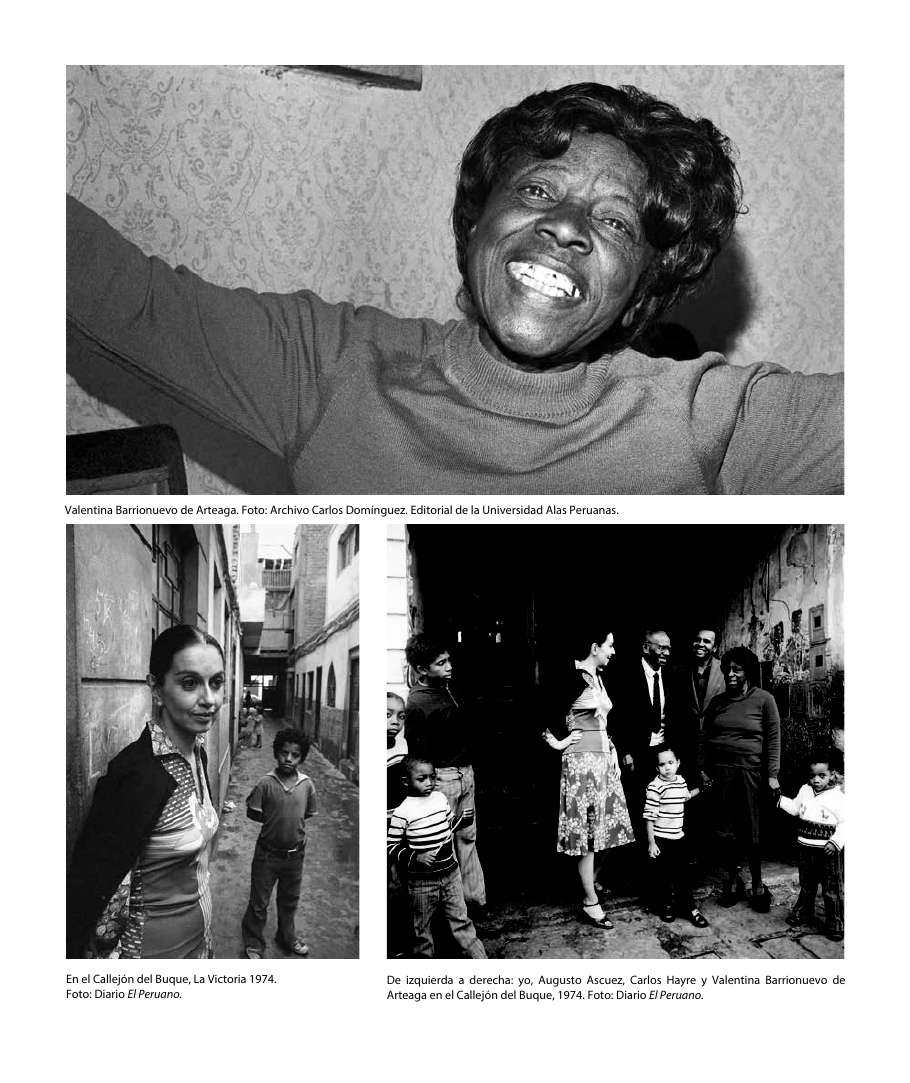 Valentina Barrionuevo de Arteaga. Foto: Archivo Carlos Domínguez. Editorial de la Universidad Alas Peruanas.
En el Callejón del Buque, La Victoria 1974.
Foto: Diario El Peruano.
De izquierda a derecha: yo, Augusto Ascuez, Carlos Hayre y Valentina Barrionuevo de
Arteaga en el Callejón del Buque, 1974. Foto: Diario El Peruano.